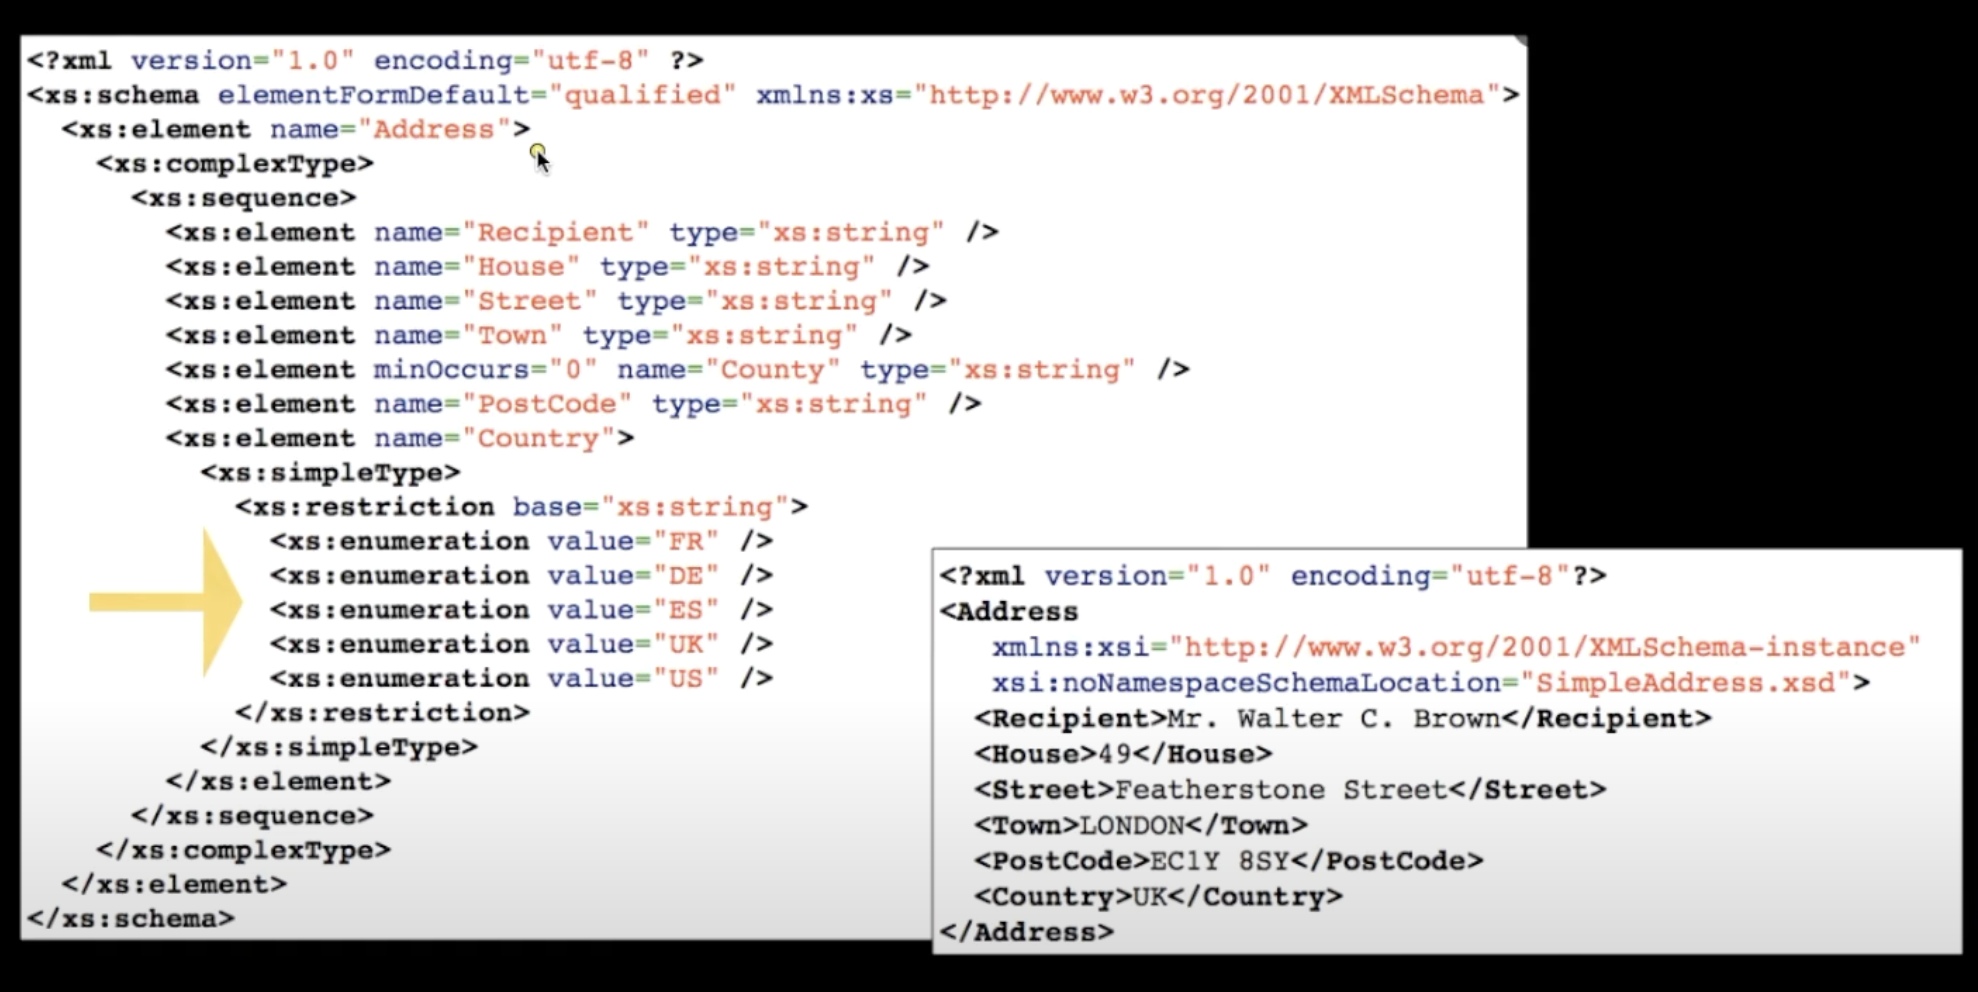 <?xml version="1.0" encoding="utf-8" ?>
<xs:schema elementFormDefault="qualified" xmlns:xs="http://www.w3.org/2001/XMLSchema">
  <xs:element name="Address">
    <xs:complexType>
      <xs:sequence>
        <xs:element name="Recipient" type="xs:string" />
        <xs:element name="House" type="xs:string" />
        <xs:element name="Street" type="xs:string" />
        <xs:element name="Town" type="xs:string" />
        <xs:element minOccurs="0" name="County" type="xs:string" />
        <xs:element name="PostCode" type="xs:string" />
        <xs:element name="Country">
          <xs:simpleType>
            <xs:restriction base="xs:string">
              <xs:enumeration value="FR" />
              <xs:enumeration value="DE" />
              <xs:enumeration value="ES" />
              <xs:enumeration value="UK" />
              <xs:enumeration value="US" />
            </xs:restriction>
          </xs:simpleType>
        </xs:element>
      </xs:sequence>
    </xs:complexType>
  </xs:element>
</xs:schema>
<?xml version="1.0" encoding="utf-8"?>
<Address
   xmlns:xsi="http://www.w3.org/2001/XMLSchema-instance"
   xsi:noNamespaceSchemaLocation="SimpleAddress.xsd">
  <Recipient>Mr. Walter C. Brown</Recipient>
  <House>49</House>
  <Street>Featherstone Street</Street>
  <Town>LONDON</Town>
  <PostCode>EC1Y 8SY</PostCode>
  <Country>UK</Country>
</Address>